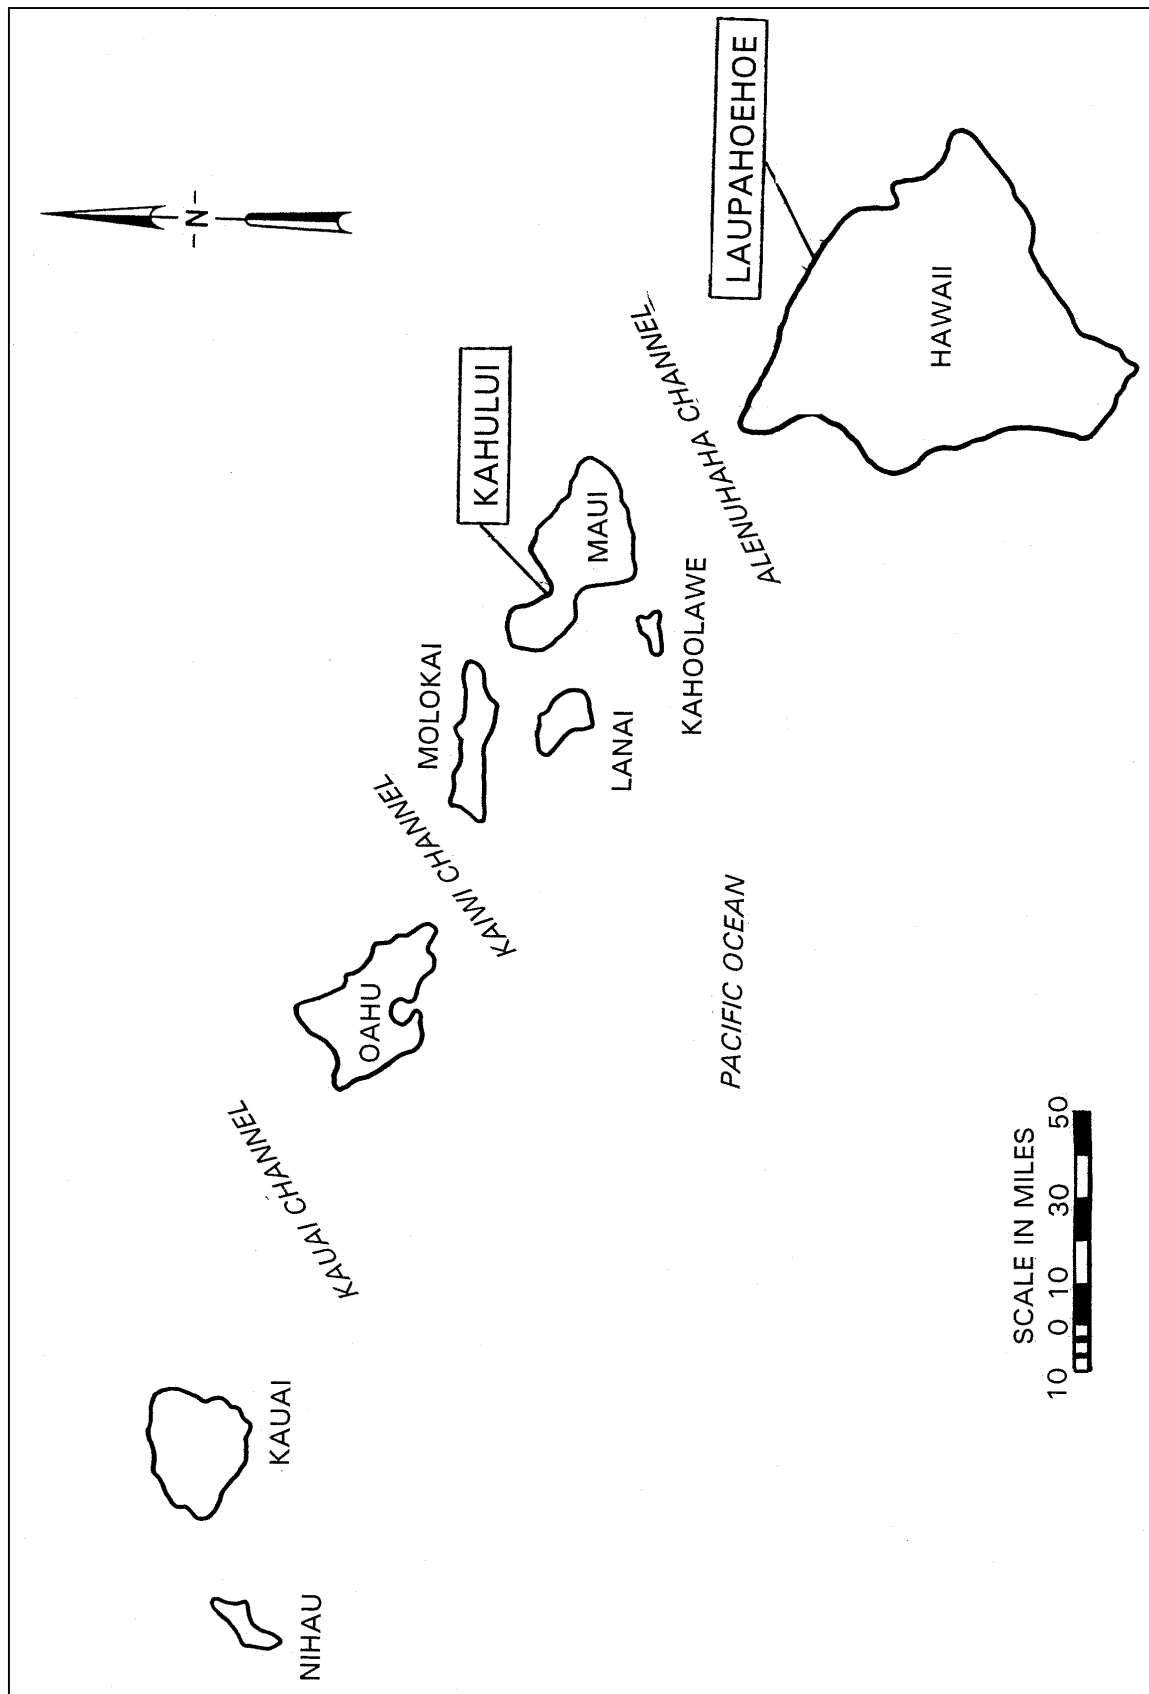 -N-
LAUPAHOEHOE
KAHULUI
HAWAII
ALENUHAHA CHANNEL
MAUI
KAHOOLAWE
MOLOKAI
LANAI
KAIWI CHANNEL
OAHU
PACIFIC OCEAN
KAUAI CHANNEL
KAUAI
NIHAU
SCALE IN MILES
10 0 10 30 50